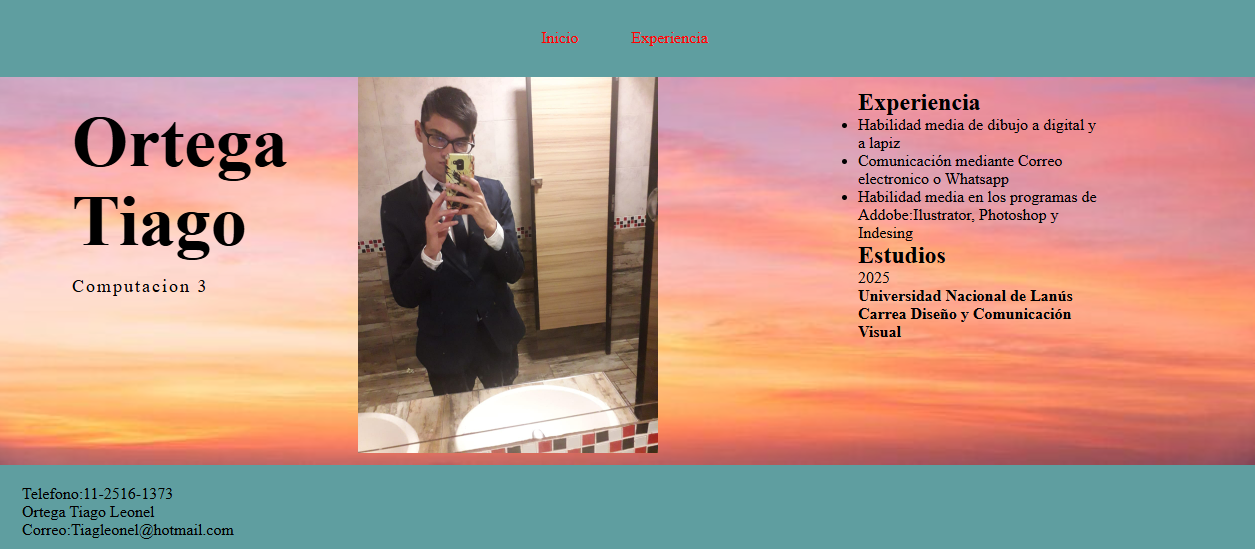 Inicio
Experiencia
Ortega
Tiago
Computacion 3
Experiencia
Habilidad media de dibujo a digital y
a lapiz
Comunicación mediante Correo
electronico o Whatsapp
Habilidad media en los programas de
Addobe:Ilustrator, Photoshop y
Indesing
Estudios
2025
Universidad Nacional de Lanús
Carrea Diseño y Comunicación
Visual
Telefono:11-2516-1373
Ortega Tiago Leonel
Correo:Tiagleonel@hotmail.com